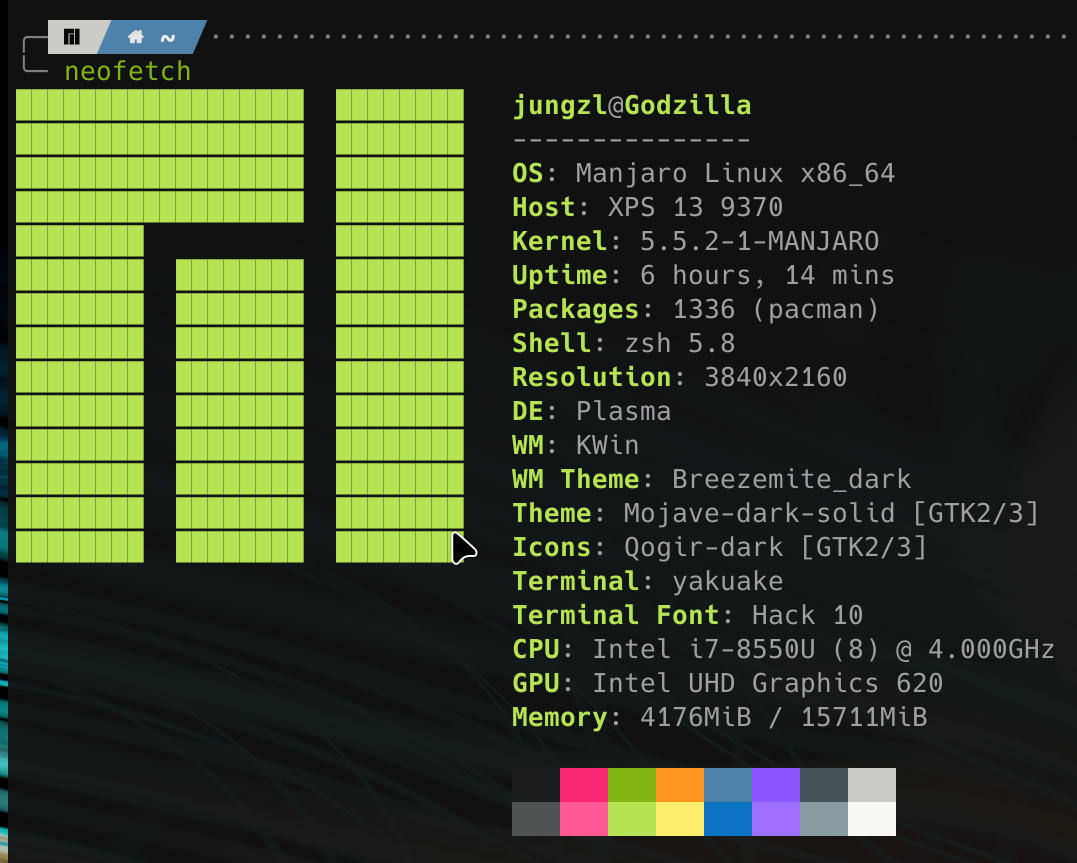 ~
neofetch
jungzl@Godzilla
---------------
OS: Manjaro Linux x86_64
Host: XPS 13 9370
Kernel: 5.5.2-1-MANJARO
Uptime: 6 hours, 14 mins
Packages: 1336 (pacman)
Shell: zsh 5.8
Resolution: 3840x2160
DE: Plasma
WM: KWin
WM Theme: Breezemite_dark
Theme: Mojave-dark-solid [GTK2/3]
Icons: Qogir-dark [GTK2/3]
Terminal: yakuake
Terminal Font: Hack 10
CPU: Intel i7-8550U (8) @ 4.000GHz
GPU: Intel UHD Graphics 620
Memory: 4176MiB / 15711MiB